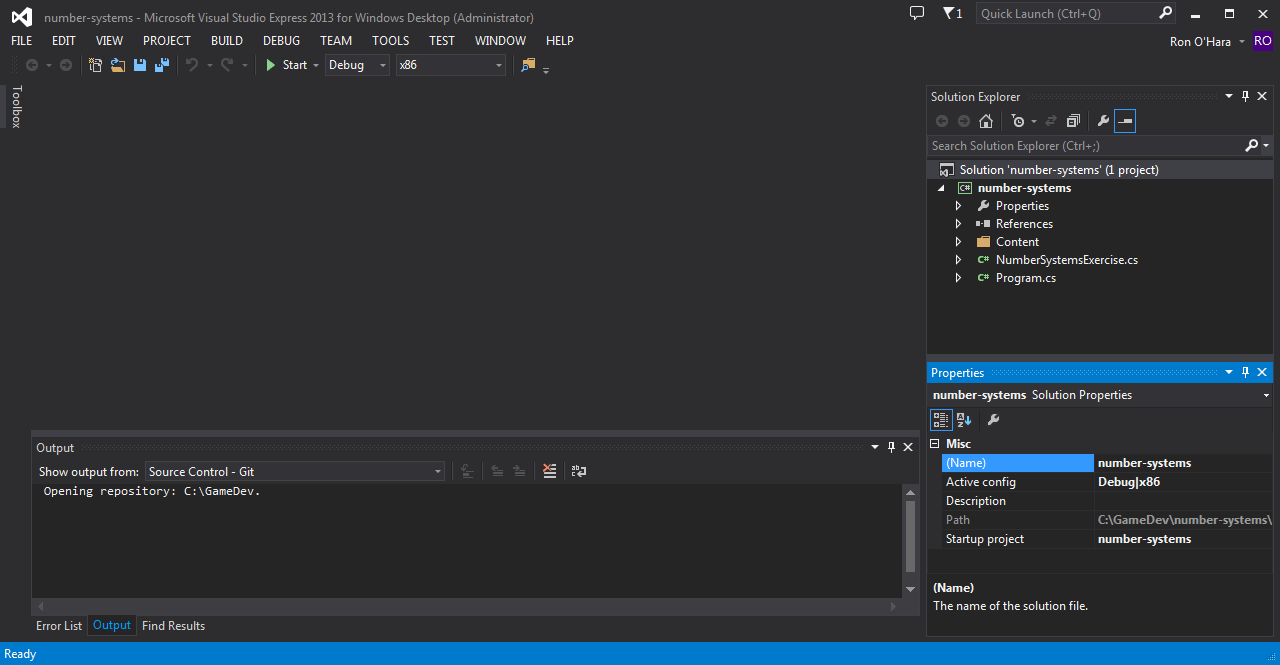 number-systems - Microsoft Visual Studio Express 2013 for Windows Desktop (Administrator)
1
Quick Launch (Ctrl+Q)
FILE EDIT VIEW PROJECT BUILD DEBUG TEAM TOOLS TEST WINDOW HELP
Ron O'Hara RO
Start Debug x86
Toolbox
Solution Explorer
Search Solution Explorer (Ctrl+;)
Solution 'number-systems' (1 project)
C# number-systems
Properties
References
Content
C# NumberSystemsExercise.cs
C# Program.cs
Properties
number-systems Solution Properties
Misc
(Name) number-systems
Active config Debug|x86
Description
Path C:\GameDev\number-systems\
Startup project number-systems
(Name)
The name of the solution file.
Output
Show output from: Source Control - Git
Opening repository: C:\GameDev.
Error List Output Find Results
Ready